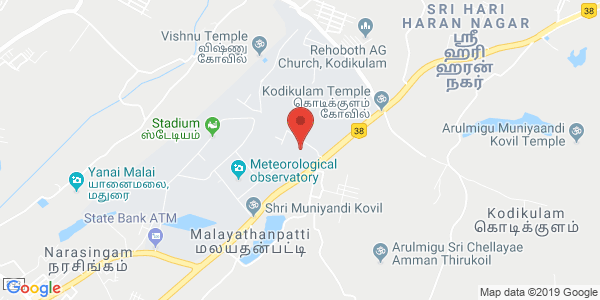 SRI HARI
HARAN NAGAR
ஸ்ரீ
ஹரி
ஹரன்
நகர்
38
Vishnu Temple
விஷ்ணு
கோவில்
Rehoboth AG
Church, Kodikulam
Kodikulam Temple
கொடிக்குளம்
கோவில்
Stadium
ஸ்டேடியம்
38
Arulmigu Muniyaandi
Kovil Temple
Yanai Malai
யானைமலை,
மதுரை
Meteorological
observatory
State Bank ATM
Shri Muniyandi Kovil
Malayathanpatti
மலயதன்பட்டி
Kodikulam
கொடிக்குளம்
Narasingam
நரசிங்கம்
Arulmigu Sri Chellayae
Amman Thirukoil
38
Google
Map data ©2019 Google